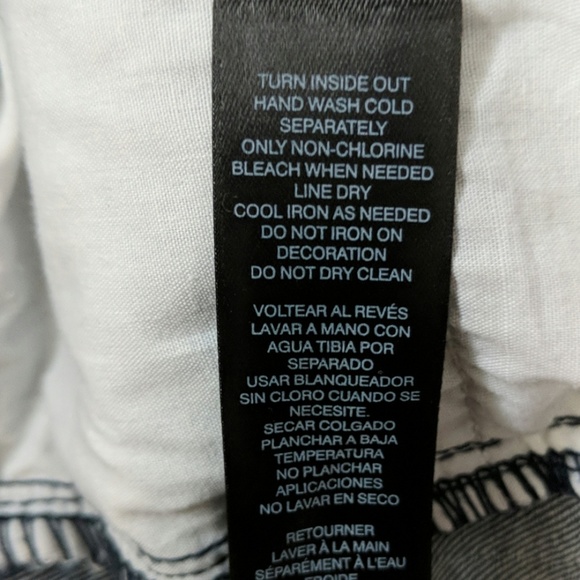 TURN INSIDE OUT
HAND WASH COLD
SEPARATELY
ONLY NON-CHLORINE
BLEACH WHEN NEEDED
LINE DRY
COOL IRON AS NEEDED
DO NOT IRON ON
DECORATION
DO NOT DRY CLEAN
VOLTEAR AL REVÉS
LAVAR A MANO CON
AGUA TIBIA POR
SEPARADO
USAR BLANQUEADOR
SIN CLORO CUANDO SE
NECESITE.
SECAR COLGADO
PLANCHAR A BAJA
TEMPERATURA
NO PLANCHAR
APLICACIONES
NO LAVAR EN SECO
RETOURNER
LAVER À LA MAIN
SÉPARÉMENT À L'EAU
FROIDE